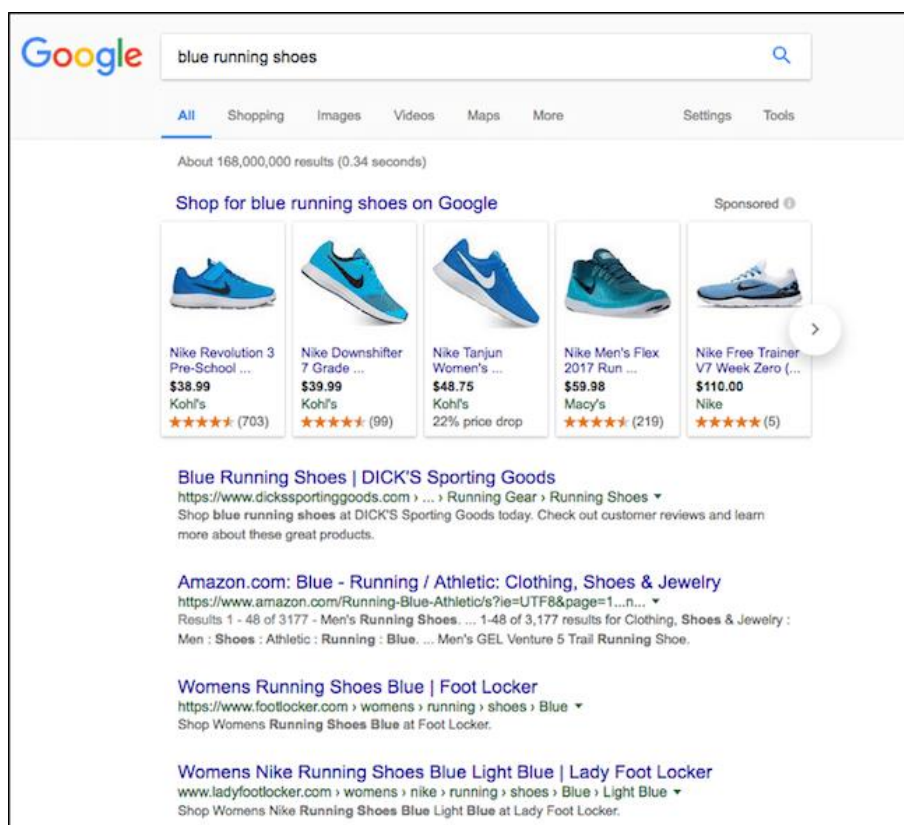 Google
blue running shoes
All Shopping Images Videos Maps More Settings Tools
About 168,000,000 results (0.34 seconds)
Shop for blue running shoes on Google Sponsored
Nike Revolution 3
Pre-School ...
$38.99
Kohl's
(703)
Nike Downshifter
7 Grade ...
$39.99
Kohl's
(99)
Nike Tanjun
Women's ...
$48.75
Kohl's
22% price drop
Nike Men's Flex
2017 Run ...
$59.98
Macy's
(219)
Nike Free Trainer
V7 Week Zero (...
$110.00
Nike
(5)
Blue Running Shoes | DICK'S Sporting Goods
https://www.dickssportinggoods.com › ... › Running Gear › Running Shoes
Shop blue running shoes at DICK'S Sporting Goods today. Check out customer reviews and learn
more about these great products.
Amazon.com: Blue - Running / Athletic: Clothing, Shoes & Jewelry
https://www.amazon.com/Running-Blue-Athletic/s?ie=UTF8&page=1...n...
Results 1 - 48 of 3177 - Men's Running Shoes. ... 1-48 of 3,177 results for Clothing, Shoes & Jewelry :
Men : Shoes : Athletic : Running : Blue. ... Men's GEL Venture 5 Trail Running Shoe.
Womens Running Shoes Blue | Foot Locker
https://www.footlocker.com › womens › running › shoes › Blue
Shop Womens Running Shoes Blue at Foot Locker.
Womens Nike Running Shoes Blue Light Blue | Lady Foot Locker
www.ladyfootlocker.com › womens › nike › running › shoes › Blue › Light Blue
Shop Womens Nike Running Shoes Blue Light Blue at Lady Foot Locker.